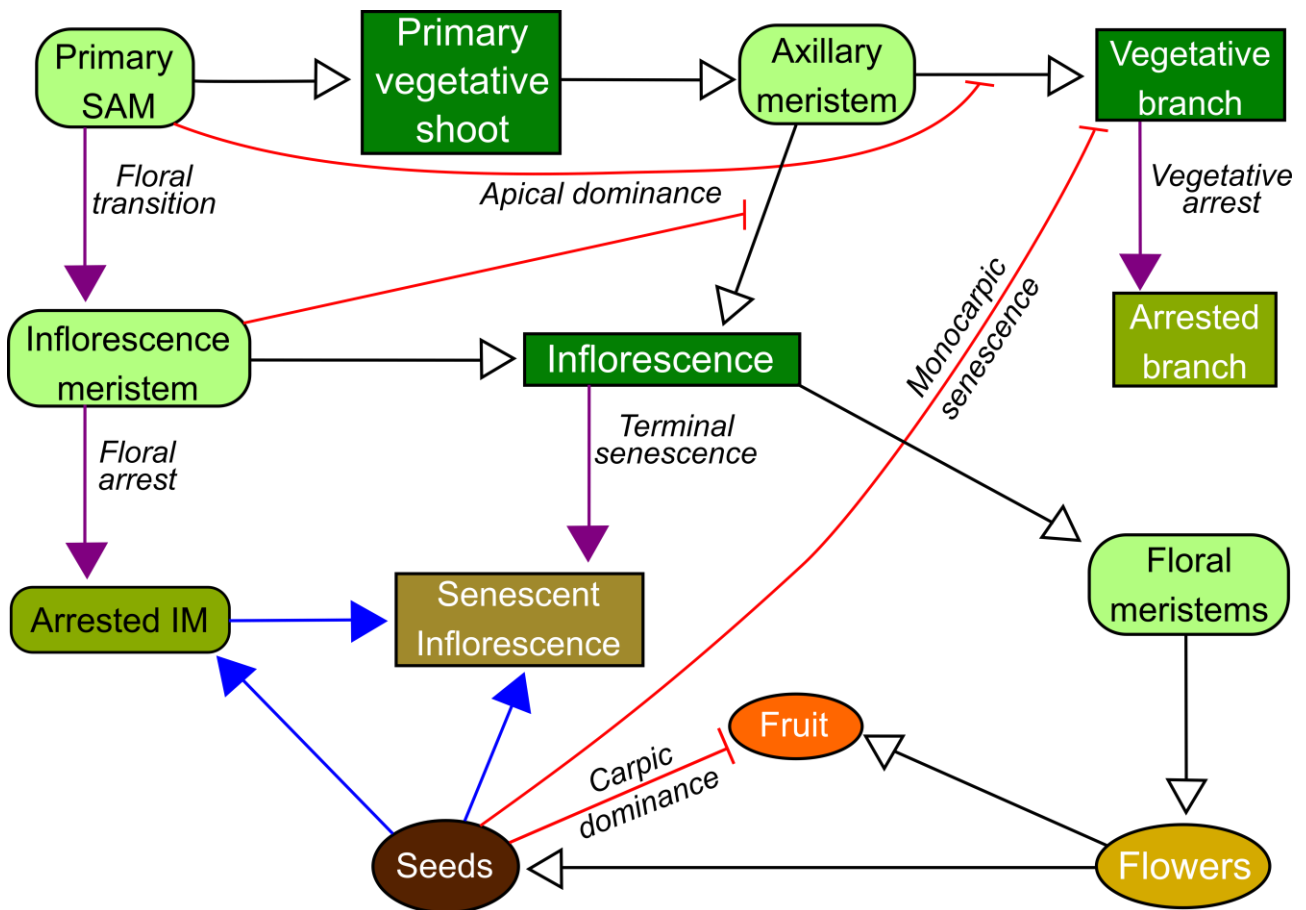 Primary
SAM
Primary
vegetative
shoot
Axillary
meristem
Vegetative
branch
Floral
transition
Apical dominance
Vegetative
arrest
Inflorescence
meristem
Inflorescence
Monocarpic
senescence
Arrested
branch
Floral
arrest
Terminal
senescence
Arrested IM
Senescent
Inflorescence
Floral
meristems
Fruit
Carpic
dominance
Seeds
Flowers